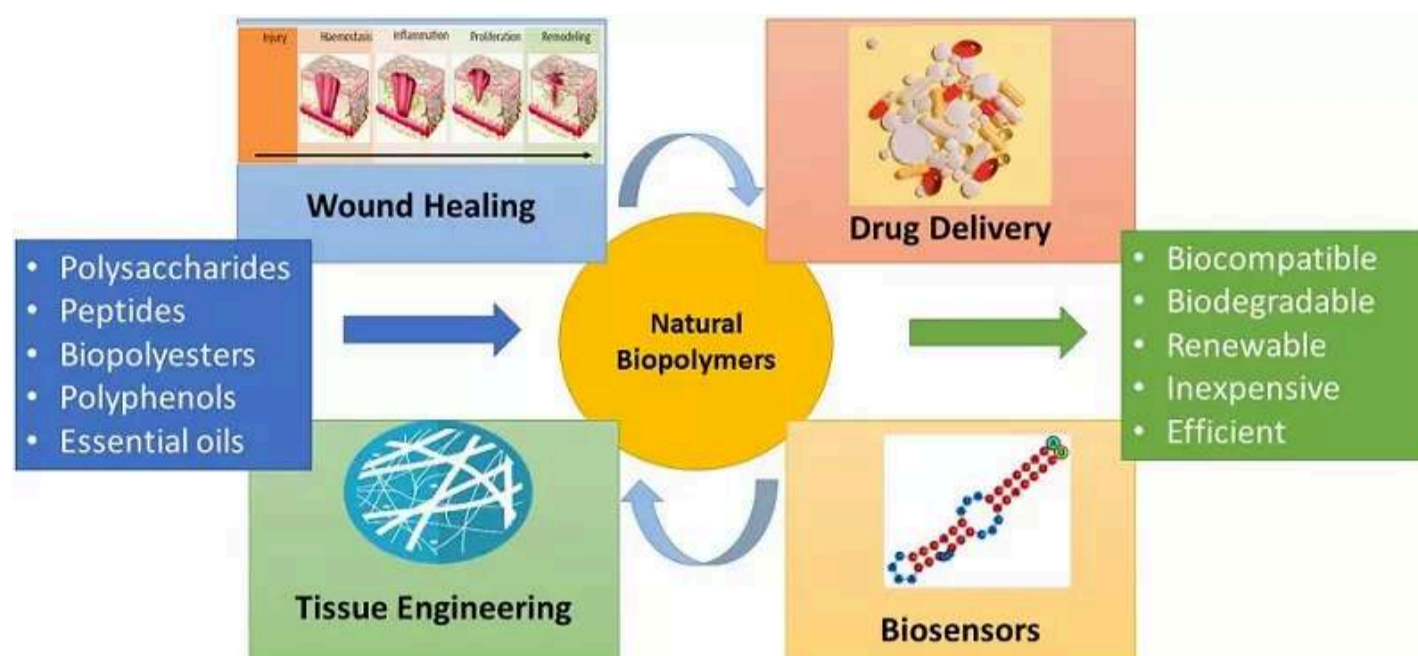 Injury
Haemostasis
Inflammation
Proliferation
Remodeling
Wound Healing
Drug Delivery
• Polysaccharides
• Peptides
• Biopolyesters
• Polyphenols
• Essential oils
Natural
Biopolymers
• Biocompatible
• Biodegradable
• Renewable
• Inexpensive
• Efficient
Tissue Engineering
Biosensors